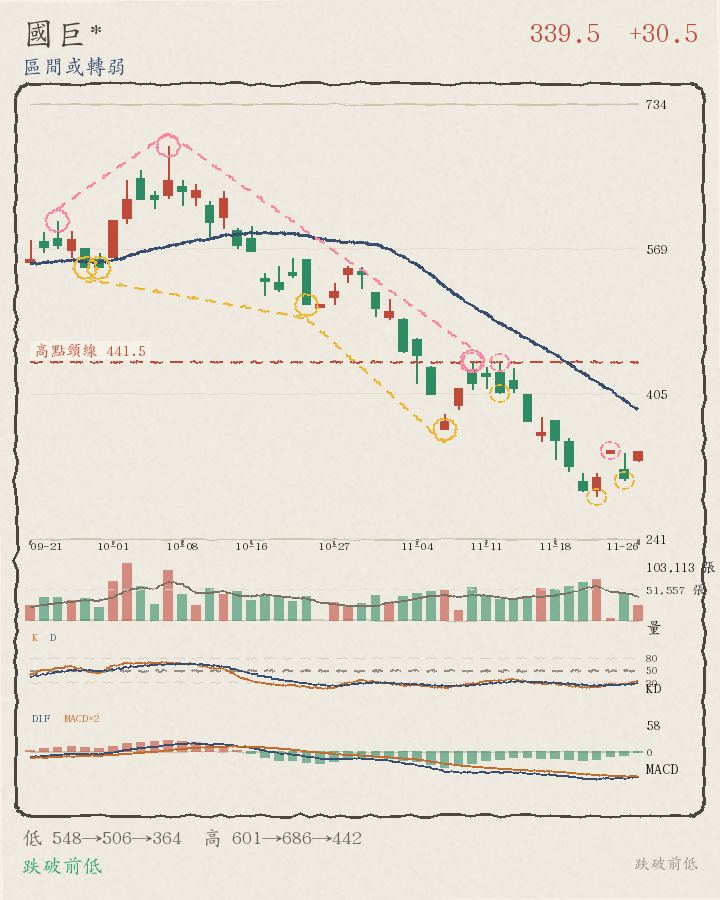 國巨*
339.5 +30.5
區間或轉弱
734
569
高點頸線 441.5
405
241
09-21 10-01 10-08 10-16 10-27 11-04 11-11 11-18 11-26
103,113 張
51,557 張
量
K D
80
50
20
KD
DIF MACD×2
58
0
MACD
低 548→506→364 高 601→686→442
跌破前低
跌破前低